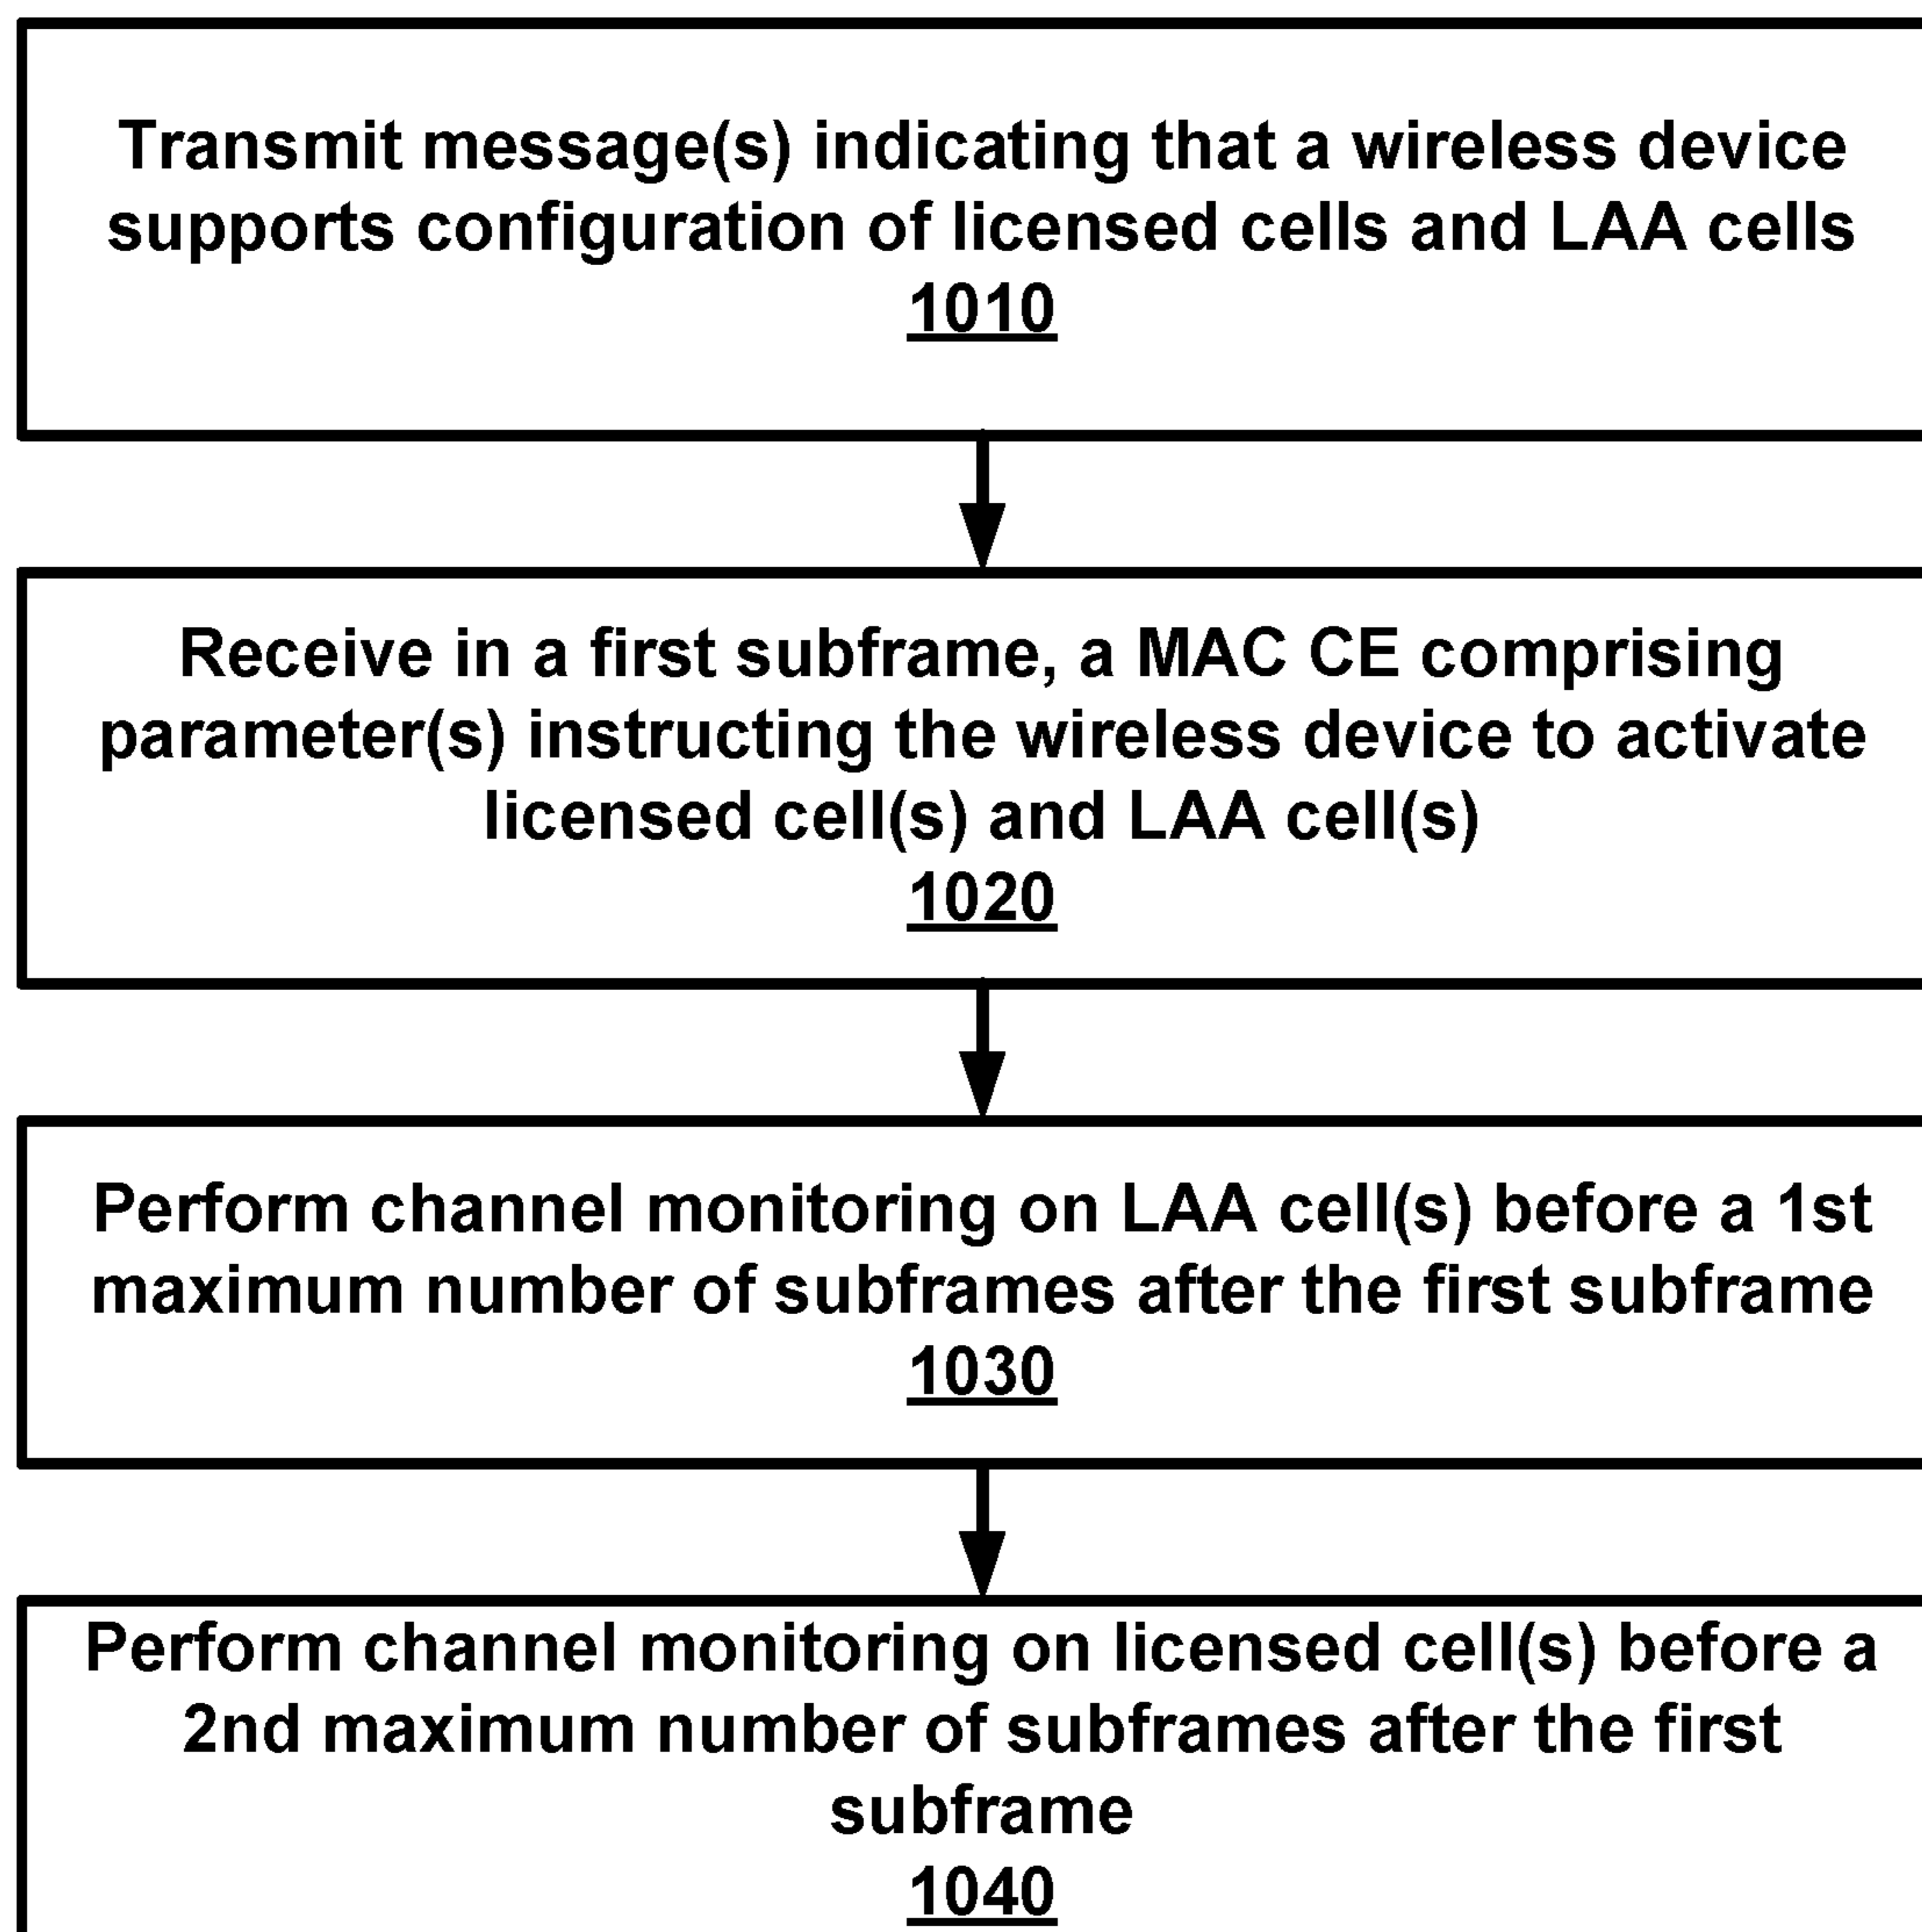 Transmit message(s) indicating that a wireless device
supports configuration of licensed cells and LAA cells
1010
Receive in a first subframe, a MAC CE comprising
parameter(s) instructing the wireless device to activate
licensed cell(s) and LAA cell(s)
1020
Perform channel monitoring on LAA cell(s) before a 1st
maximum number of subframes after the first subframe
1030
Perform channel monitoring on licensed cell(s) before a
2nd maximum number of subframes after the first
subframe
1040